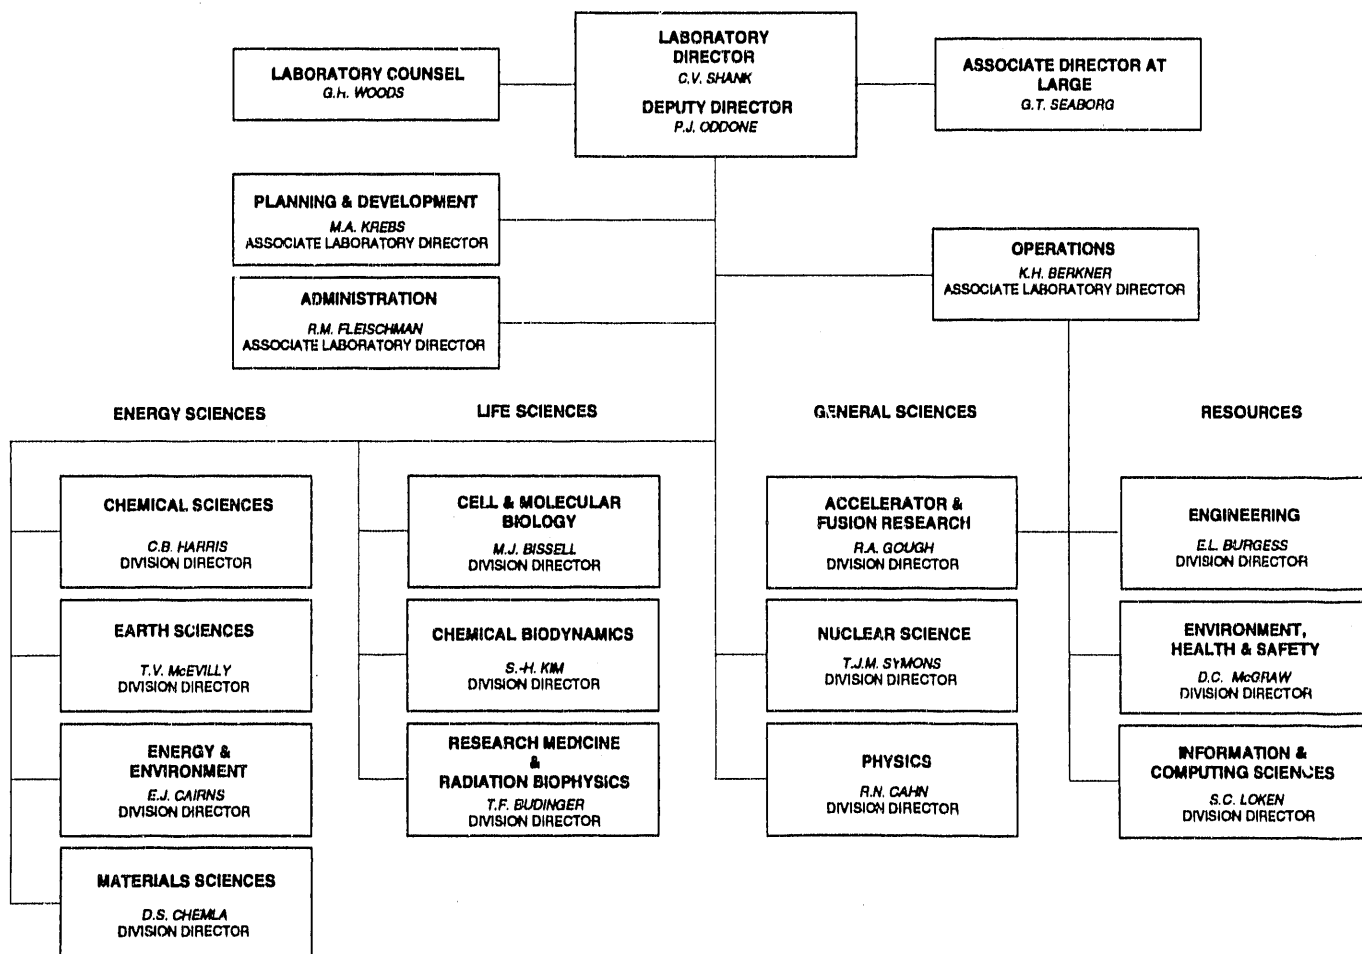 LABORATORY
DIRECTOR
C.V. SHANK
DEPUTY DIRECTOR
P.J. ODDONE
LABORATORY COUNSEL
G.H. WOODS
ASSOCIATE DIRECTOR AT
LARGE
G.T. SEABORG
PLANNING & DEVELOPMENT
M.A. KREBS
ASSOCIATE LABORATORY DIRECTOR
OPERATIONS
K.H. BERKNER
ASSOCIATE LABORATORY DIRECTOR
ADMINISTRATION
R.M. FLEISCHMAN
ASSOCIATE LABORATORY DIRECTOR
ENERGY SCIENCES
LIFE SCIENCES
GENERAL SCIENCES
RESOURCES
CHEMICAL SCIENCES
C.B. HARRIS
DIVISION DIRECTOR
CELL & MOLECULAR
BIOLOGY
M.J. BISSELL
DIVISION DIRECTOR
ACCELERATOR &
FUSION RESEARCH
R.A. GOUGH
DIVISION DIRECTOR
ENGINEERING
E.L. BURGESS
DIVISION DIRECTOR
EARTH SCIENCES
T.V. McEVILLY
DIVISION DIRECTOR
CHEMICAL BIODYNAMICS
S.-H. KIM
DIVISION DIRECTOR
NUCLEAR SCIENCE
T.J.M. SYMONS
DIVISION DIRECTOR
ENVIRONMENT,
HEALTH & SAFETY
D.C. McGRAW
DIVISION DIRECTOR
ENERGY &
ENVIRONMENT
E.J. CAIRNS
DIVISION DIRECTOR
RESEARCH MEDICINE
&
RADIATION BIOPHYSICS
T.F. BUDINGER
DIVISION DIRECTOR
PHYSICS
R.N. CAHN
DIVISION DIRECTOR
INFORMATION &
COMPUTING SCIENCES
S.C. LOKEN
DIVISION DIRECTOR
MATERIALS SCIENCES
D.S. CHEMLA
DIVISION DIRECTOR